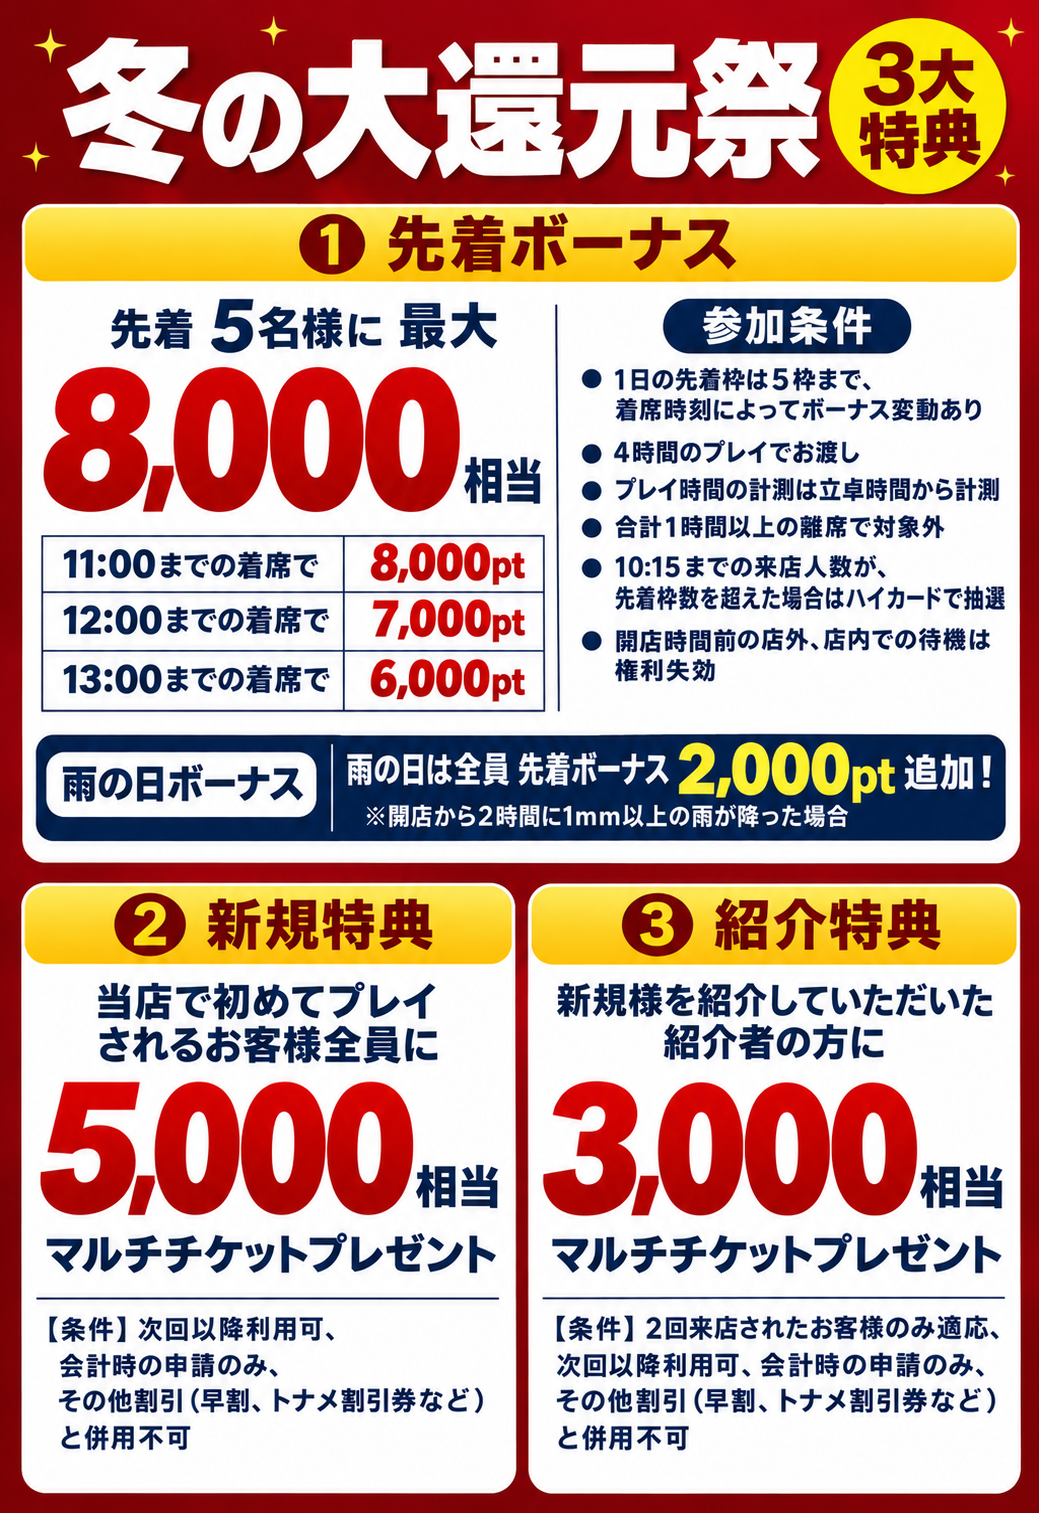 冬の大還元祭
3大
特典
1 先着ボーナス
先着 5名様に 最大
8,000相当
11:00までの着席で 8,000pt
12:00までの着席で 7,000pt
13:00までの着席で 6,000pt
参加条件
● 1日の先着枠は5枠まで、
着席時刻によってボーナス変動あり
● 4時間のプレイでお渡し
● プレイ時間の計測は立卓時間から計測
● 合計1時間以上の離席で対象外
● 10:15までの来店人数が、
先着枠数を超えた場合はハイカードで抽選
● 開店時間前の店外、店内での待機は
権利失効
雨の日ボーナス
雨の日は全員 先着ボーナス 2,000pt 追加!
※開店から2時間に1mm以上の雨が降った場合
2 新規特典
当店で初めてプレイ
されるお客様全員に
5,000相当
マルチチケットプレゼント
【条件】次回以降利用可、
会計時の申請のみ、
その他割引(早割、トナメ割引券など)
と併用不可
3 紹介特典
新規様を紹介していただいた
紹介者の方に
3,000相当
マルチチケットプレゼント
【条件】2回来店されたお客様のみ適応、
次回以降利用可、会計時の申請のみ、
その他割引(早割、トナメ割引券など)
と併用不可